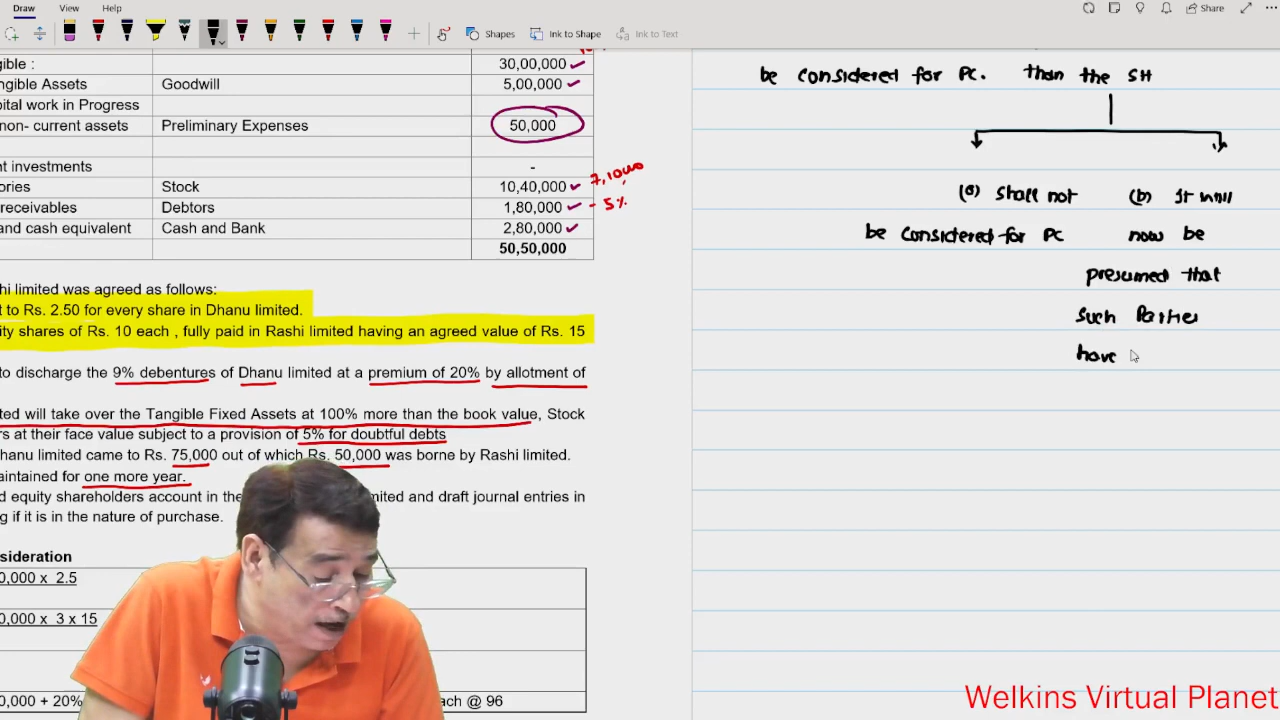 Draw View Help
Share
Shapes Ink to Shape Ink to Text
gible : 30,00,000
ngible Assets Goodwill 5,00,000
pital work in Progress
non- current assets Preliminary Expenses 50,000
nt investments -
ories Stock 10,40,000 7,10,000
receivables Debtors 1,80,000 - 5%
and cash equivalent Cash and Bank 2,80,000
50,50,000
hi limited was agreed as follows:
t to Rs. 2.50 for every share in Dhanu limited.
ity shares of Rs. 10 each , fully paid in Rashi limited having an agreed value of Rs. 15
to discharge the 9% debentures of Dhanu limited at a premium of 20% by allotment of
ted will take over the Tangible Fixed Assets at 100% more than the book value, Stock
rs at their face value subject to a provision of 5% for doubtful debts
hanu limited came to Rs. 75,000 out of which Rs. 50,000 was borne by Rashi limited.
aintained for one more year.
d equity shareholders account in the mited and draft journal entries in
g if it is in the nature of purchase.
sideration
0,000 x 2.5
0,000 x 3 x 15
0,000 + 20% ach @ 96
be considered for PC. than the SH
(a) Shall not (b) It will
be considered for PC now be
presumed that
Such Parties
have
Welkins Virtual Planet